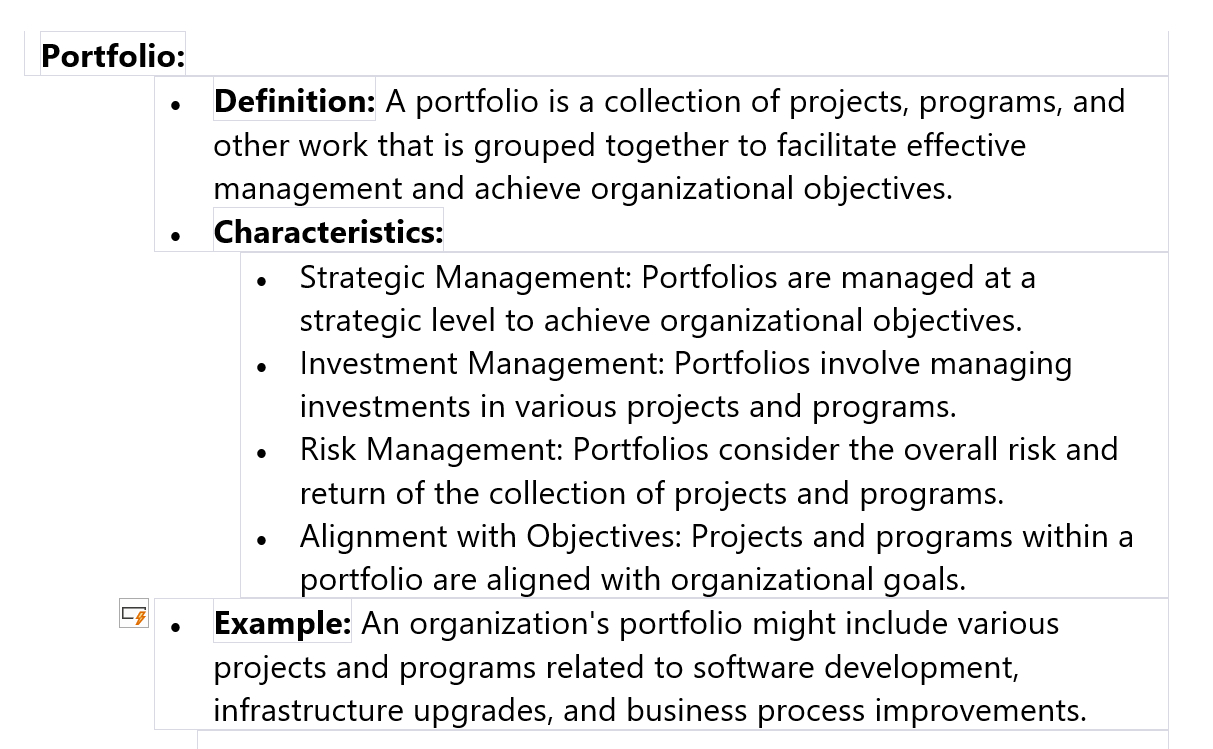 Portfolio:
• Definition: A portfolio is a collection of projects, programs, and
other work that is grouped together to facilitate effective
management and achieve organizational objectives.
• Characteristics:
• Strategic Management: Portfolios are managed at a
strategic level to achieve organizational objectives.
• Investment Management: Portfolios involve managing
investments in various projects and programs.
• Risk Management: Portfolios consider the overall risk and
return of the collection of projects and programs.
• Alignment with Objectives: Projects and programs within a
portfolio are aligned with organizational goals.
• Example: An organization's portfolio might include various
projects and programs related to software development,
infrastructure upgrades, and business process improvements.